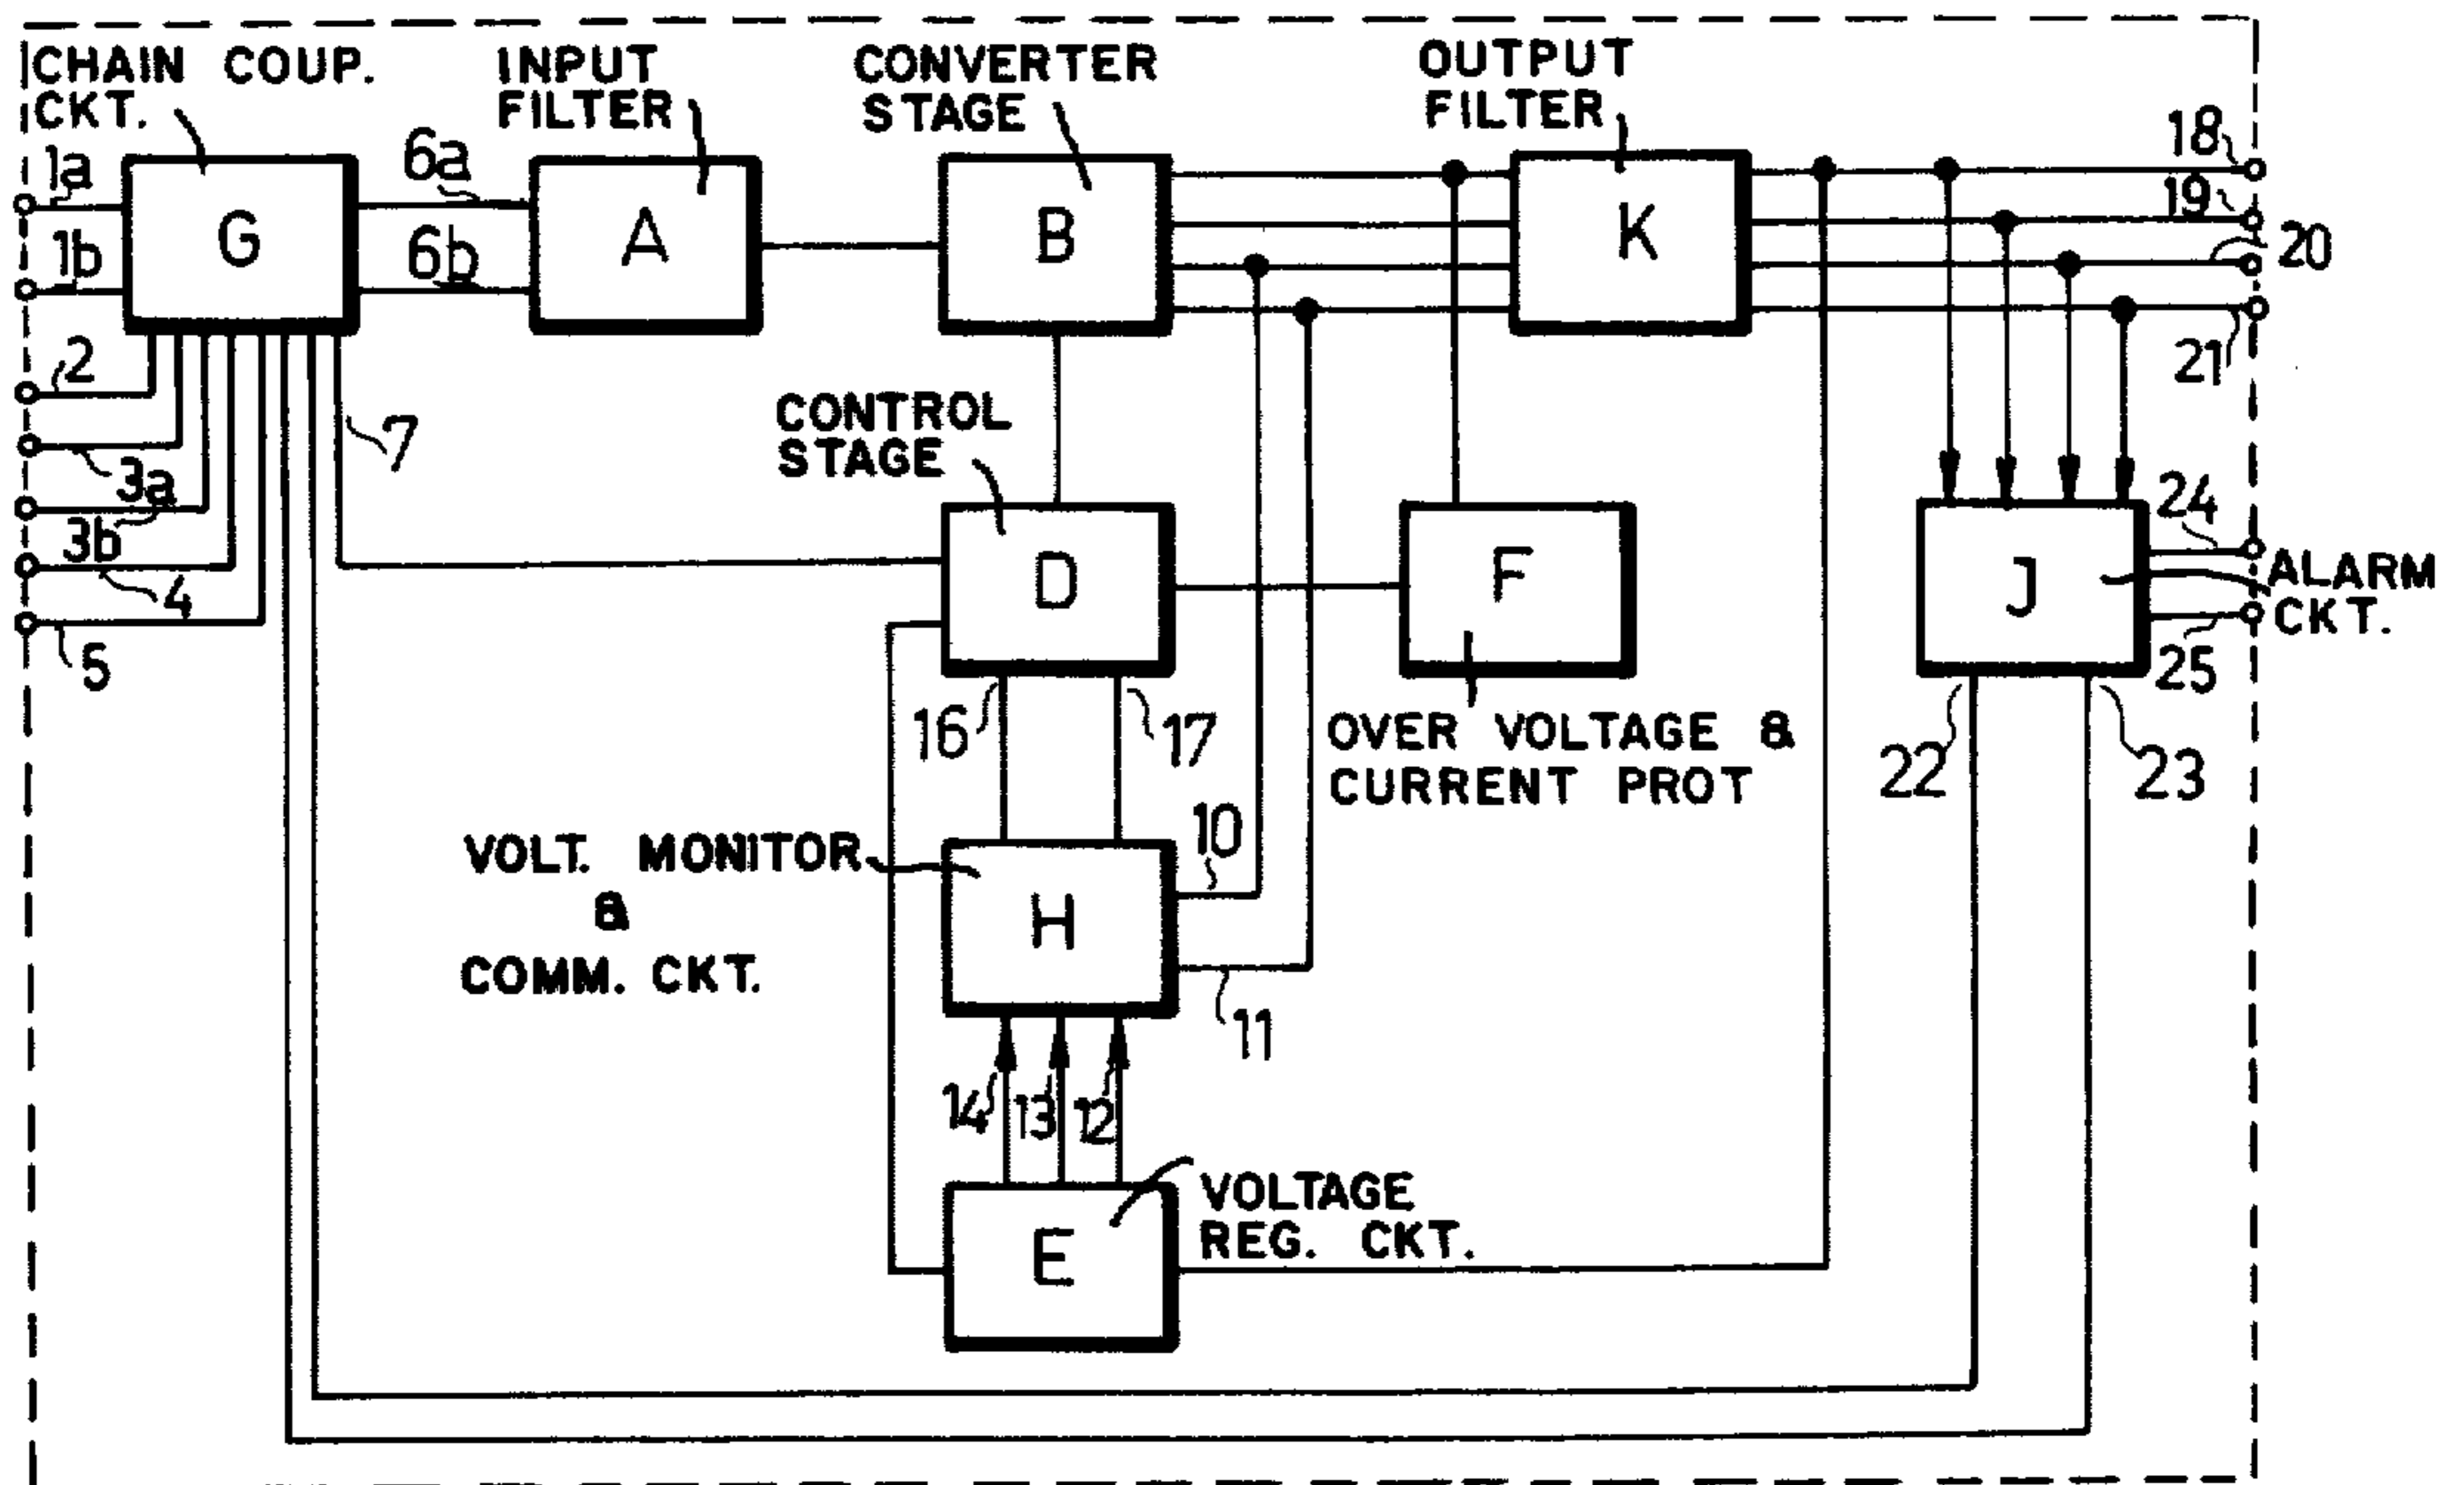 CHAIN COUP.
CKT.
INPUT
FILTER
CONVERTER
STAGE
OUTPUT
FILTER
1a
1b
6a
6b
G
A
B
K
18
19
20
21
2
3a
3b
4
5
7
CONTROL
STAGE
D
F
J
24
25
ALARM
CKT.
16
17
OVER VOLTAGE &
CURRENT PROT
22
23
VOLT. MONITOR
&
COMM. CKT.
H
10
11
14
13
12
E
VOLTAGE
REG. CKT.